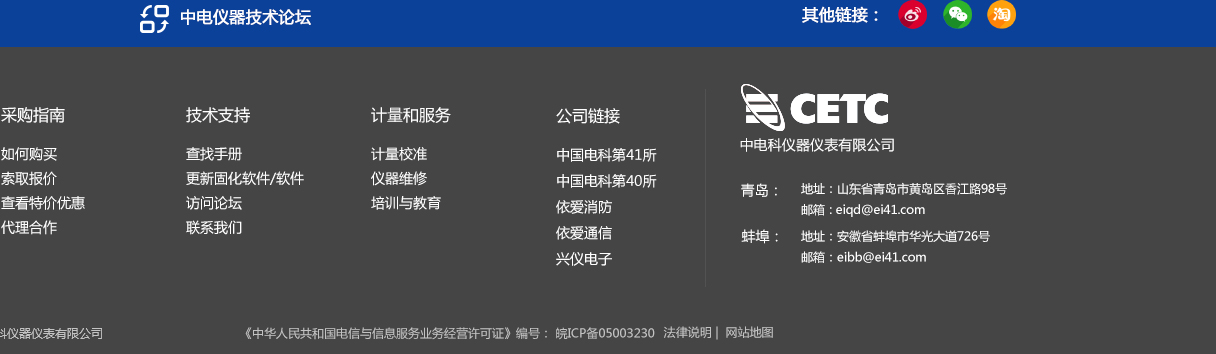 中电仪器技术论坛
其他链接：
淘
采购指南
如何购买
索取报价
查看特价优惠
代理合作
技术支持
查找手册
更新固化软件/软件
访问论坛
联系我们
计量和服务
计量校准
仪器维修
培训与教育
公司链接
中国电科第41所
中国电科第40所
依爱消防
依爱通信
兴仪电子
CETC
中电科仪器仪表有限公司
青岛： 地址：山东省青岛市黄岛区香江路98号
邮箱：eiqd@ei41.com
蚌埠： 地址：安徽省蚌埠市华光大道726号
邮箱：eibb@ei41.com
科仪器仪表有限公司 《中华人民共和国电信与信息服务业务经营许可证》编号： 皖ICP备05003230 法律说明 | 网站地图